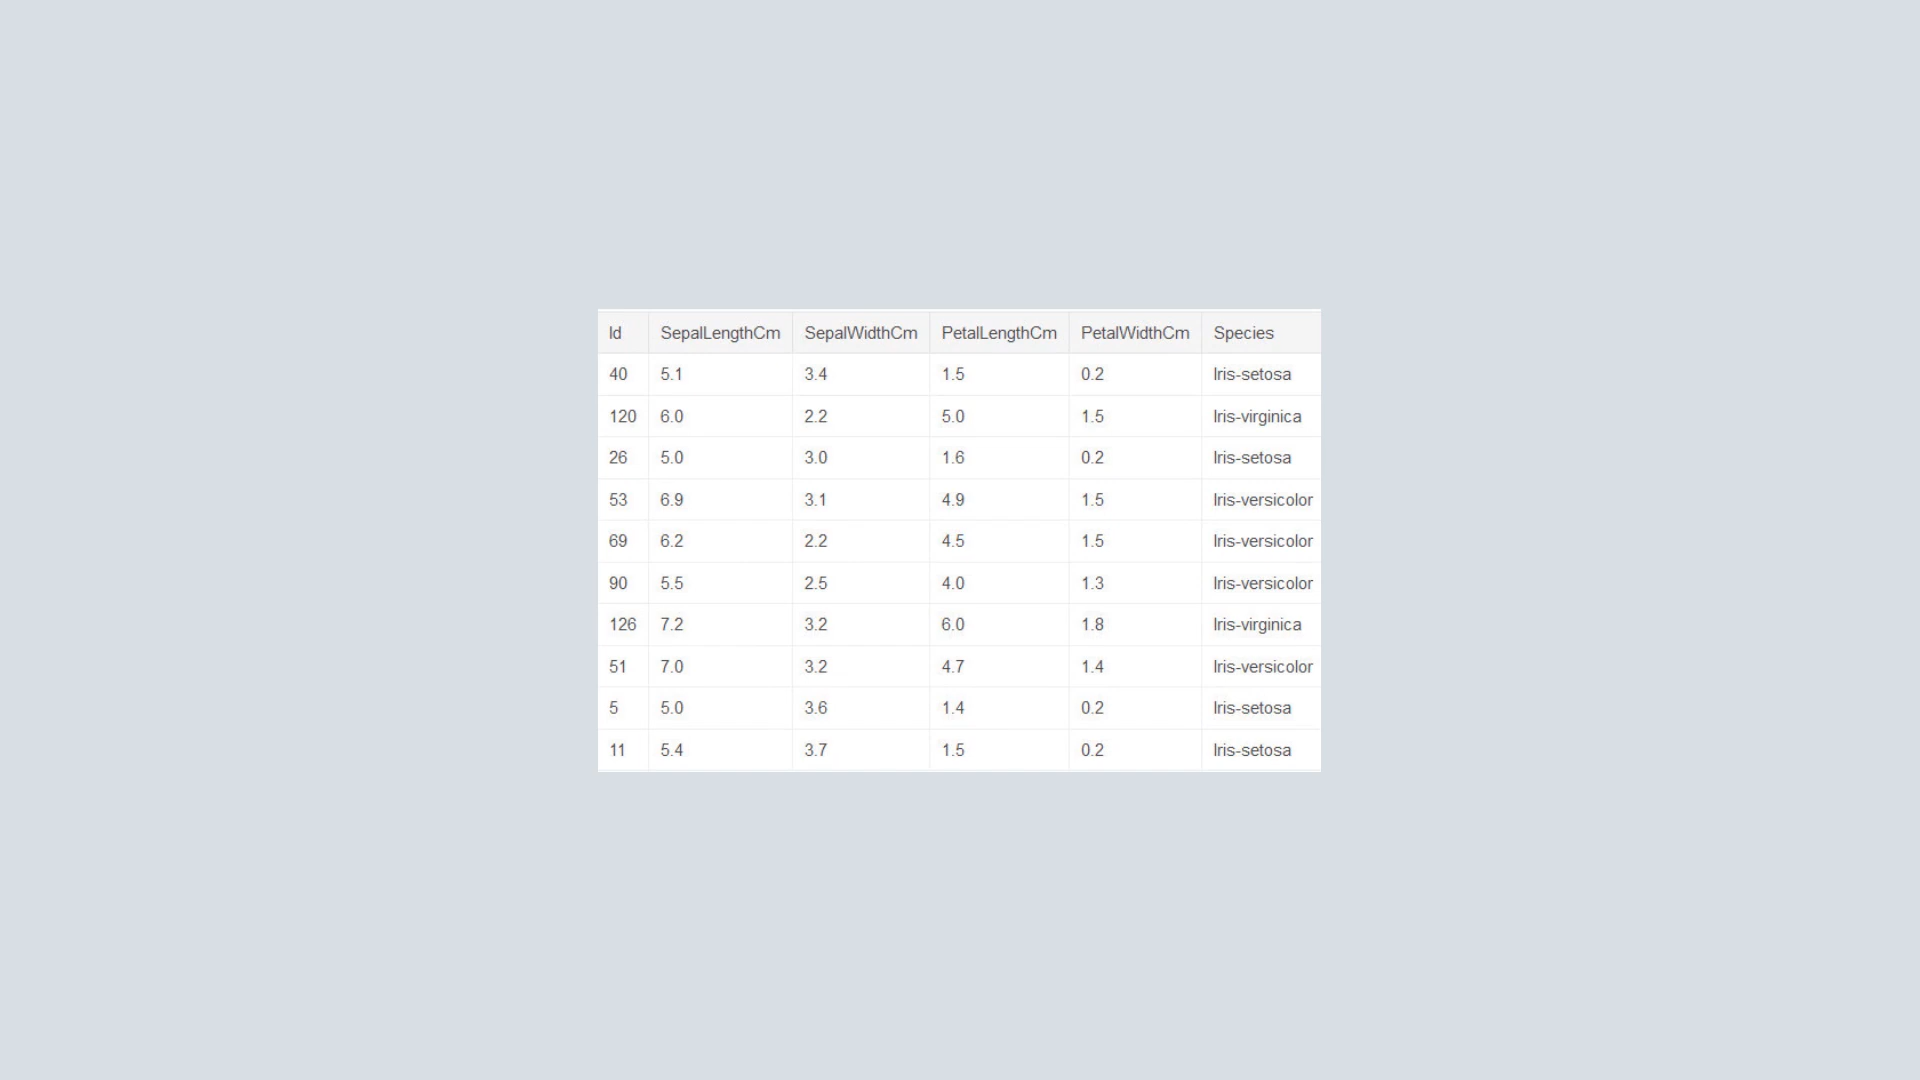 Id SepalLengthCm SepalWidthCm PetalLengthCm PetalWidthCm Species
40 5.1 3.4 1.5 0.2 Iris-setosa
120 6.0 2.2 5.0 1.5 Iris-virginica
26 5.0 3.0 1.6 0.2 Iris-setosa
53 6.9 3.1 4.9 1.5 Iris-versicolor
69 6.2 2.2 4.5 1.5 Iris-versicolor
90 5.5 2.5 4.0 1.3 Iris-versicolor
126 7.2 3.2 6.0 1.8 Iris-virginica
51 7.0 3.2 4.7 1.4 Iris-versicolor
5 5.0 3.6 1.4 0.2 Iris-setosa
11 5.4 3.7 1.5 0.2 Iris-setosa